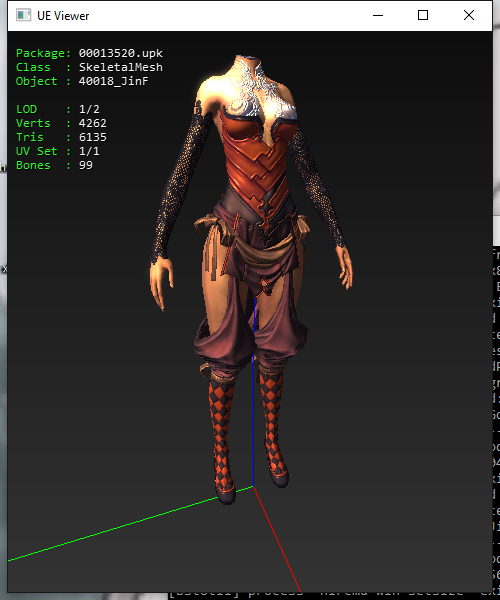 UE Viewer
Package: 00013520.upk
Class : SkeletalMesh
Object : 40018_JinF
LOD : 1/2
Verts : 4262
Tris : 6135
UV Set : 1/1
Bones : 99